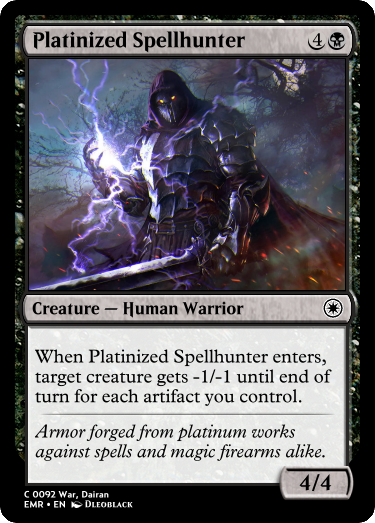 Platinized Spellhunter 4
Creature — Human Warrior
When Platinized Spellhunter enters,
target creature gets -1/-1 until end of
turn for each artifact you control.
Armor forged from platinum works
against spells and magic firearms alike.
4/4
C 0092 War, Dairan
EMR • EN DLEOBLACK